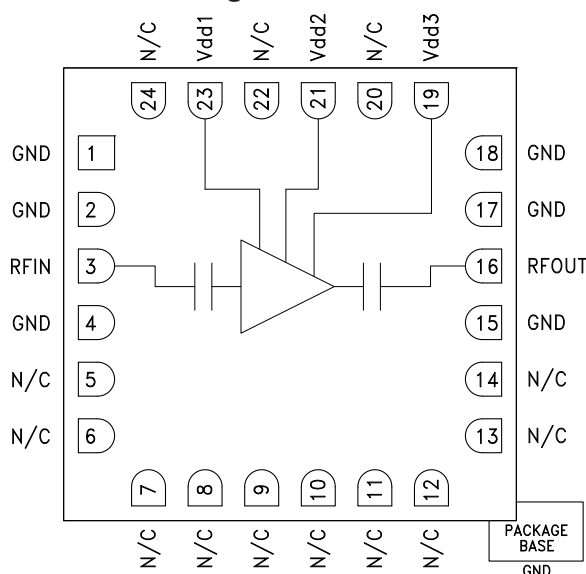 N/C
Vdd1
N/C
Vdd2
N/C
Vdd3
24
23
22
21
20
19
GND 1
GND 2
RFIN 3
GND 4
N/C 5
N/C 6
18 GND
17 GND
16 RFOUT
15 GND
14 N/C
13 N/C
7
8
9
10
11
12
N/C
N/C
N/C
N/C
N/C
N/C
PACKAGE
BASE
GND